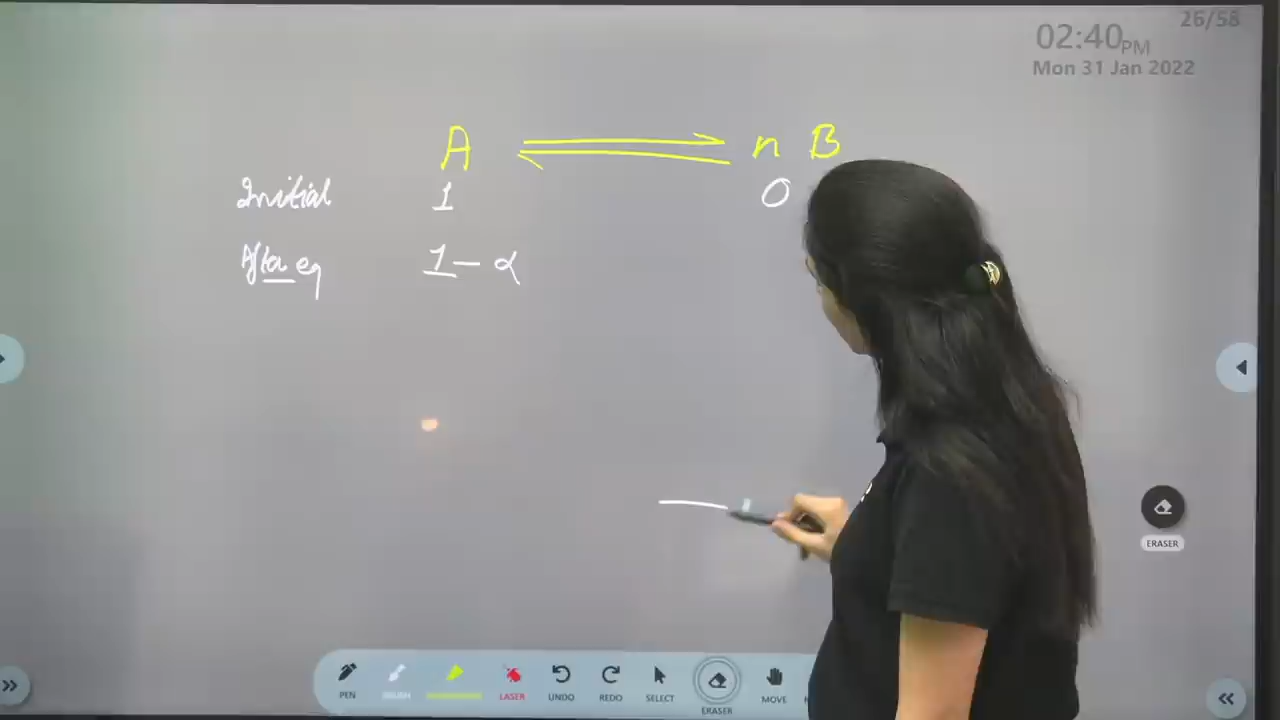 26/58
02:40PM
Mon 31 Jan 2022
A ⇌ n B
Initial 1 0
After eq 1 - α
ERASER
PEN
BRUSH
LASER
UNDO
REDO
SELECT
ERASER
MOVE